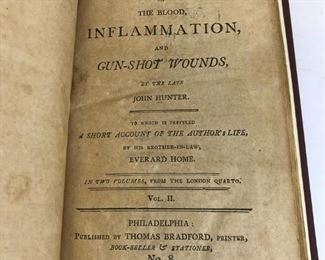 THE BLOOD,
INFLAMMATION,
AND
GUN-SHOT WOUNDS,
BY THE LATE
JOHN HUNTER.
TO WHICH IS PREFIXED
A SHORT ACCOUNT OF THE AUTHOR'S LIFE,
BY HIS BROTHER-IN-LAW,
EVERARD HOME.
IN TWO VOLUMES, FROM THE LONDON QUARTO.
VOL. II.
PHILADELPHIA:
PUBLISHED BY THOMAS BRADFORD, PRINTER,
BOOK-SELLER & STATIONER,
No. 8